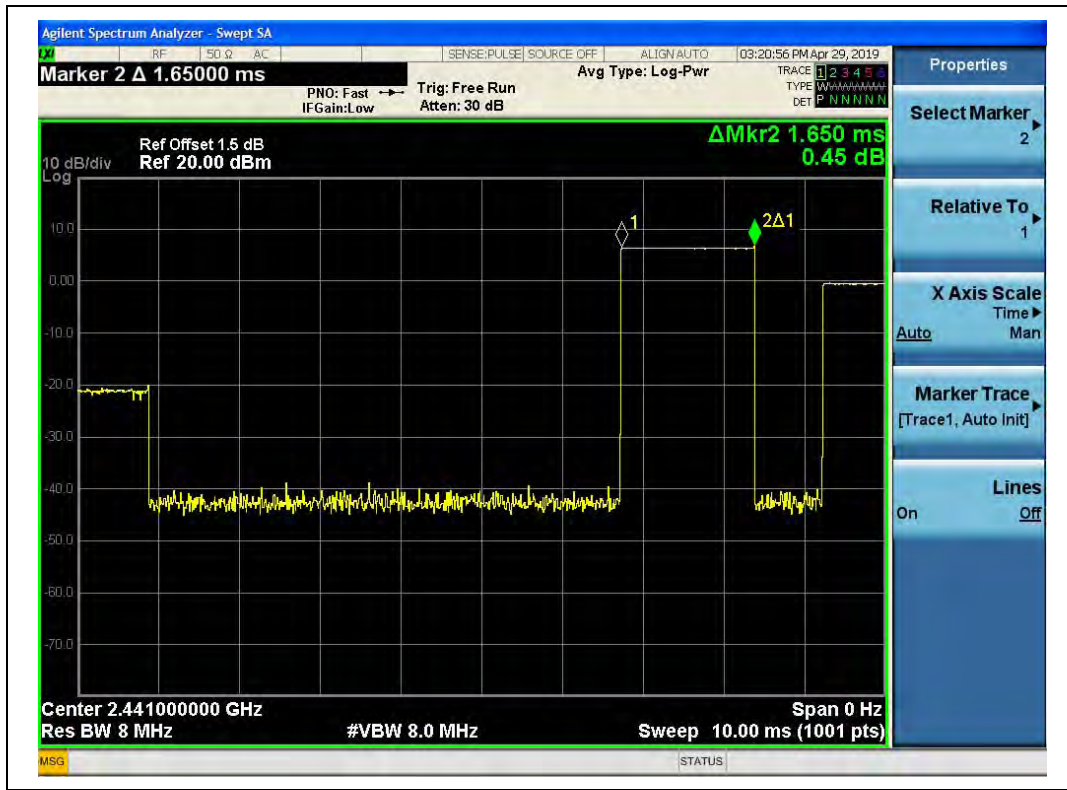 Agilent Spectrum Analyzer - Swept SA
LXI RF 50 Ω AC SENSE:PULSE SOURCE OFF ALIGNAUTO 03:20:56 PM Apr 29, 2019
Marker 2 Δ 1.65000 ms
PNO: Fast
IFGain:Low
Trig: Free Run
Atten: 30 dB
Avg Type: Log-Pwr
TRACE 1 2 3 4 5 6
TYPE
DET P N N N N N
ΔMkr2 1.650 ms
0.45 dB
Ref Offset 1.5 dB
10 dB/div Ref 20.00 dBm
Log
10.0
0.00
-10.0
-20.0
-30.0
-40.0
-50.0
-60.0
-70.0
1
2Δ1
Center 2.441000000 GHz Span 0 Hz
Res BW 8 MHz #VBW 8.0 MHz Sweep 10.00 ms (1001 pts)
MSG STATUS
Properties
Select Marker
2
Relative To
1
X Axis Scale
Time
Auto Man
Marker Trace
[Trace1, Auto Init]
Lines
On Off